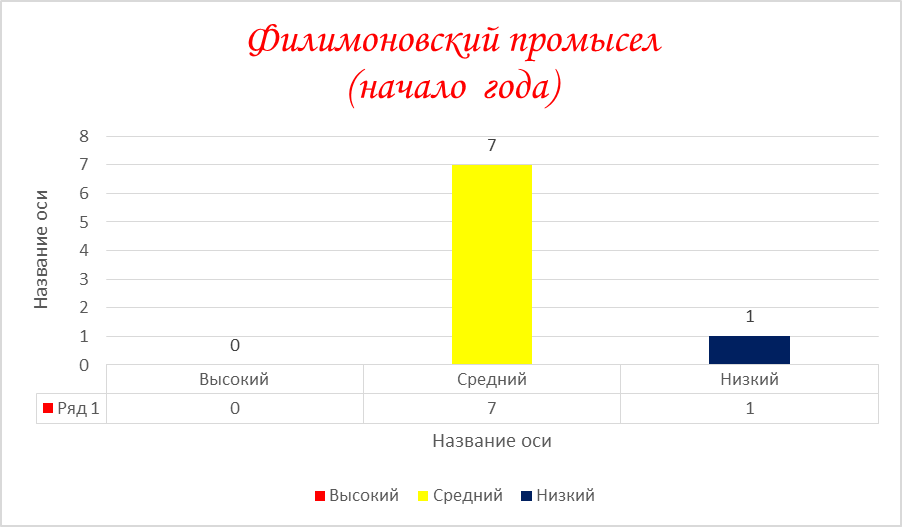 Филимоновский промысел
(начало года)
8
7
7
6
5
4
3
2
1
1
0
0
Название оси
Высокий Средний Низкий
Ряд 1 0 7 1
Название оси
Высокий Средний Низкий